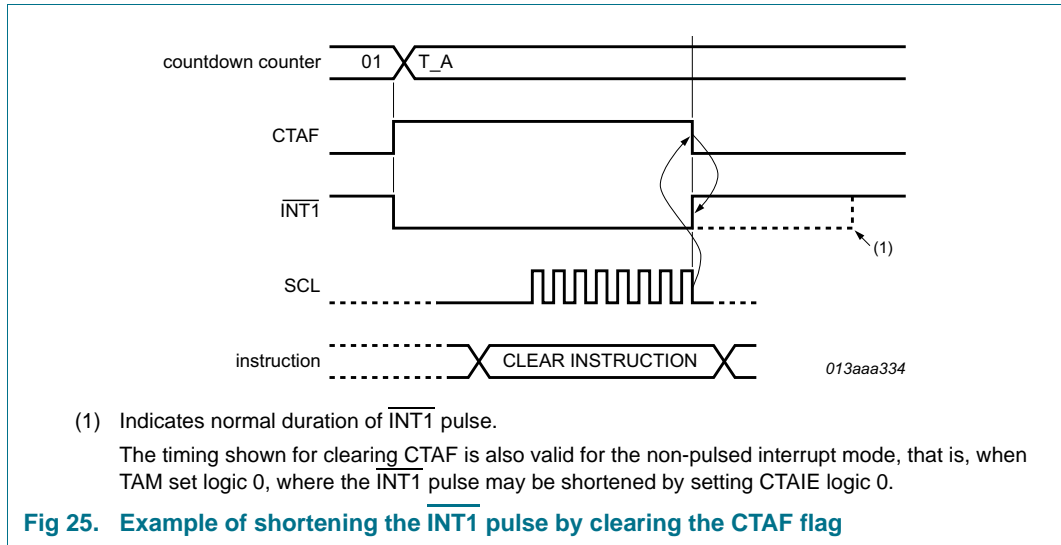 countdown counter 01 T_A
CTAF
INT1
(1)
SCL
instruction CLEAR INSTRUCTION
013aaa334
(1) Indicates normal duration of INT1 pulse.
The timing shown for clearing CTAF is also valid for the non-pulsed interrupt mode, that is, when
TAM set logic 0, where the INT1 pulse may be shortened by setting CTAIE logic 0.
Fig 25. Example of shortening the INT1 pulse by clearing the CTAF flag